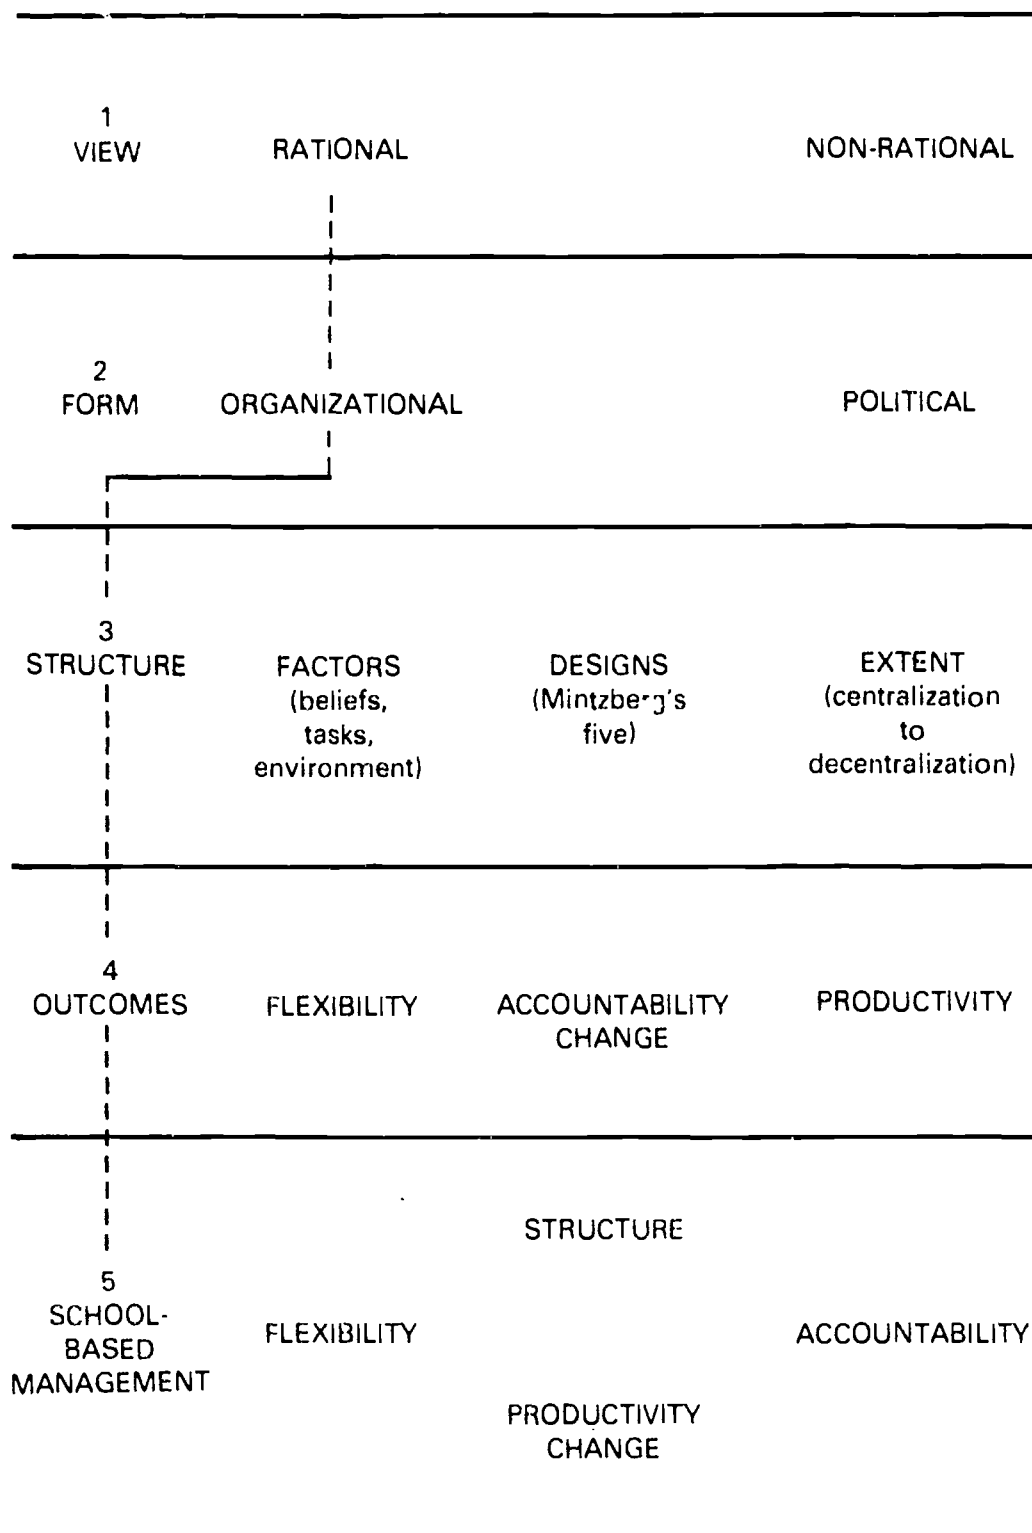 1
VIEW RATIONAL NON-RATIONAL
2
FORM ORGANIZATIONAL POLITICAL
3
STRUCTURE FACTORS DESIGNS EXTENT
(beliefs, (Mintzberg's (centralization
tasks, five) to
environment) decentralization)
4
OUTCOMES FLEXIBILITY ACCOUNTABILITY PRODUCTIVITY
CHANGE
STRUCTURE
5
SCHOOL-
BASED
MANAGEMENT
FLEXIBILITY ACCOUNTABILITY
PRODUCTIVITY
CHANGE